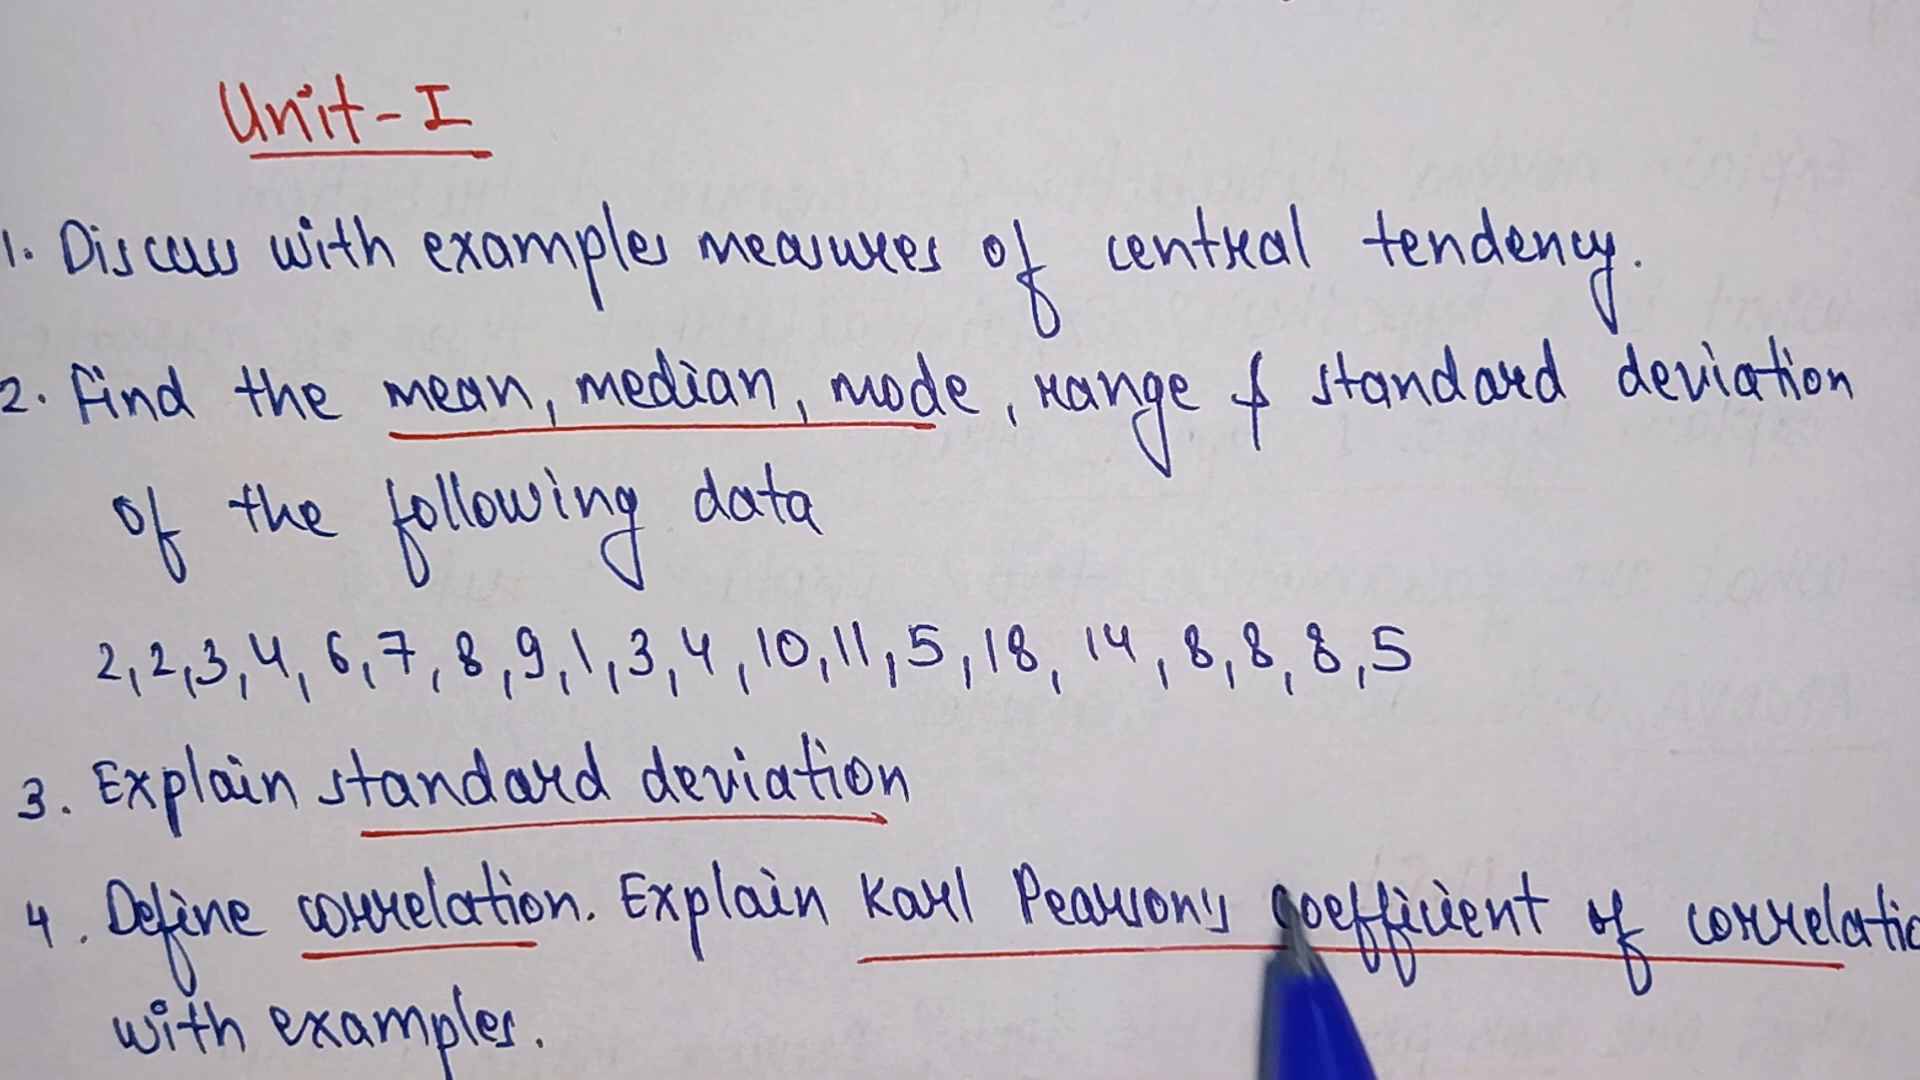 Unit-I
1. Discuss with examples measures of central tendency.
2. Find the mean, median, mode, range & standard deviation
of the following data
2,2,3,4,6,7,8,9,1,3,4,10,11,5,18,14,8,8,8,5
3. Explain standard deviation
4. Define correlation. Explain Karl Pearson's coefficient of correlatio
with examples.